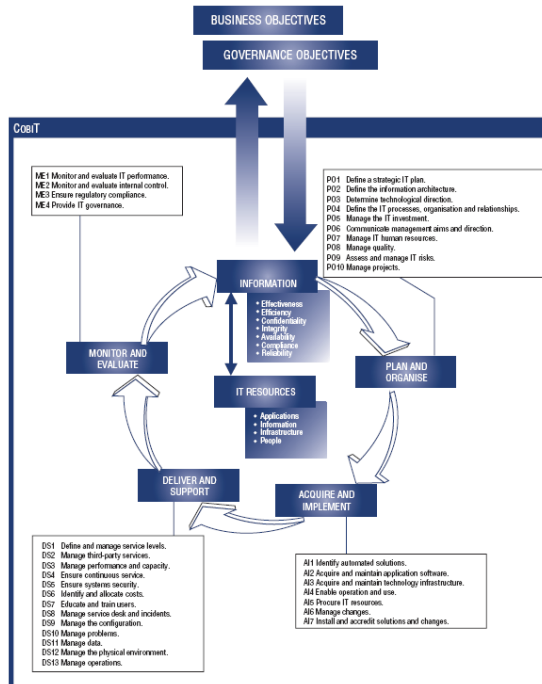 BUSINESS OBJECTIVES
GOVERNANCE OBJECTIVES
COBIT
ME1 Monitor and evaluate IT performance.
ME2 Monitor and evaluate internal control.
ME3 Ensure regulatory compliance.
ME4 Provide IT governance.
PO1 Define a strategic IT plan.
PO2 Define the information architecture.
PO3 Determine technological direction.
PO4 Define the IT processes, organisation and relationships.
PO5 Manage the IT investment.
PO6 Communicate management aims and direction.
PO7 Manage IT human resources.
PO8 Manage quality.
PO9 Assess and manage IT risks.
PO10 Manage projects.
INFORMATION
• Effectiveness
• Efficiency
• Confidentiality
• Integrity
• Availability
• Compliance
• Reliability
MONITOR AND
EVALUATE
PLAN AND
ORGANISE
IT RESOURCES
• Applications
• Information
• Infrastructure
• People
DELIVER AND
SUPPORT
ACQUIRE AND
IMPLEMENT
DS1 Define and manage service levels.
DS2 Manage third-party services.
DS3 Manage performance and capacity.
DS4 Ensure continuous service.
DS5 Ensure systems security.
DS6 Identify and allocate costs.
DS7 Educate and train users.
DS8 Manage service desk and incidents.
DS9 Manage the configuration.
DS10 Manage problems.
DS11 Manage data.
DS12 Manage the physical environment.
DS13 Manage operations.
AI1 Identify automated solutions.
AI2 Acquire and maintain application software.
AI3 Acquire and maintain technology infrastructure.
AI4 Enable operation and use.
AI5 Procure IT resources.
AI6 Manage changes.
AI7 Install and accredit solutions and changes.